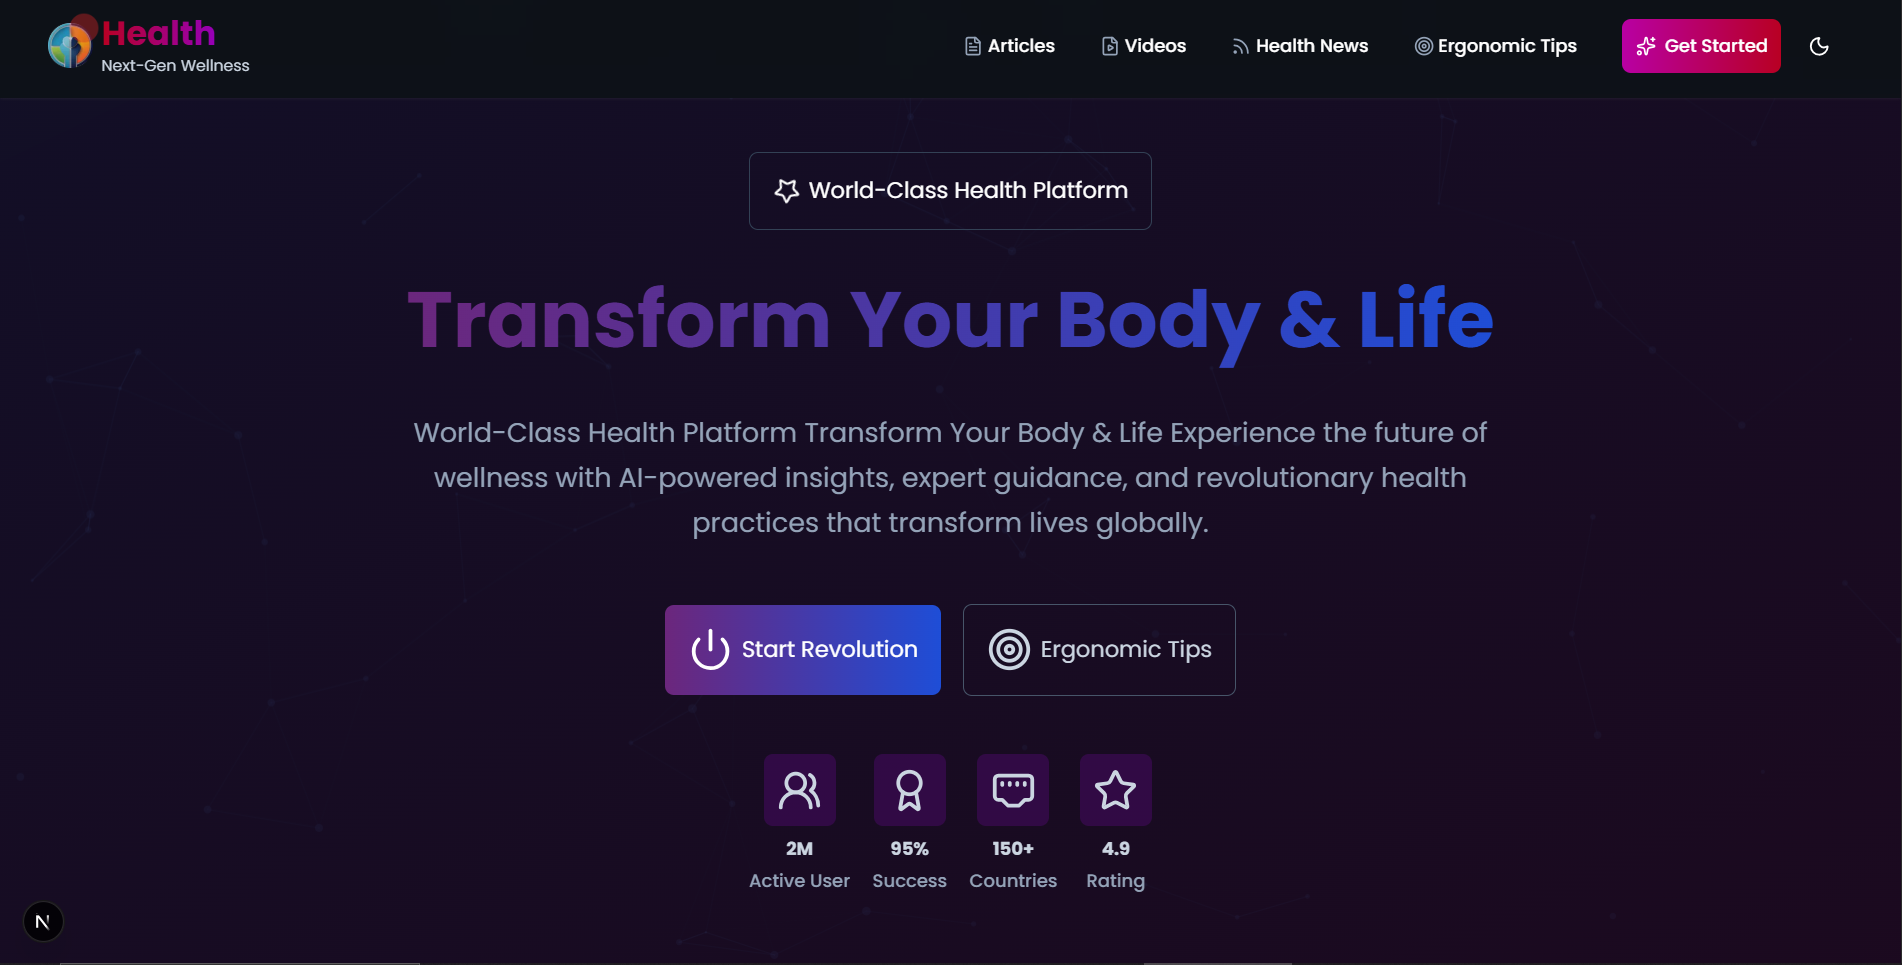 Health
Next-Gen Wellness
Articles
Videos
Health News
Ergonomic Tips
Get Started
World-Class Health Platform
Transform Your Body & Life
World-Class Health Platform Transform Your Body & Life Experience the future of
wellness with AI-powered insights, expert guidance, and revolutionary health
practices that transform lives globally.
Start Revolution
Ergonomic Tips
2M
Active User
95%
Success
150+
Countries
4.9
Rating
N